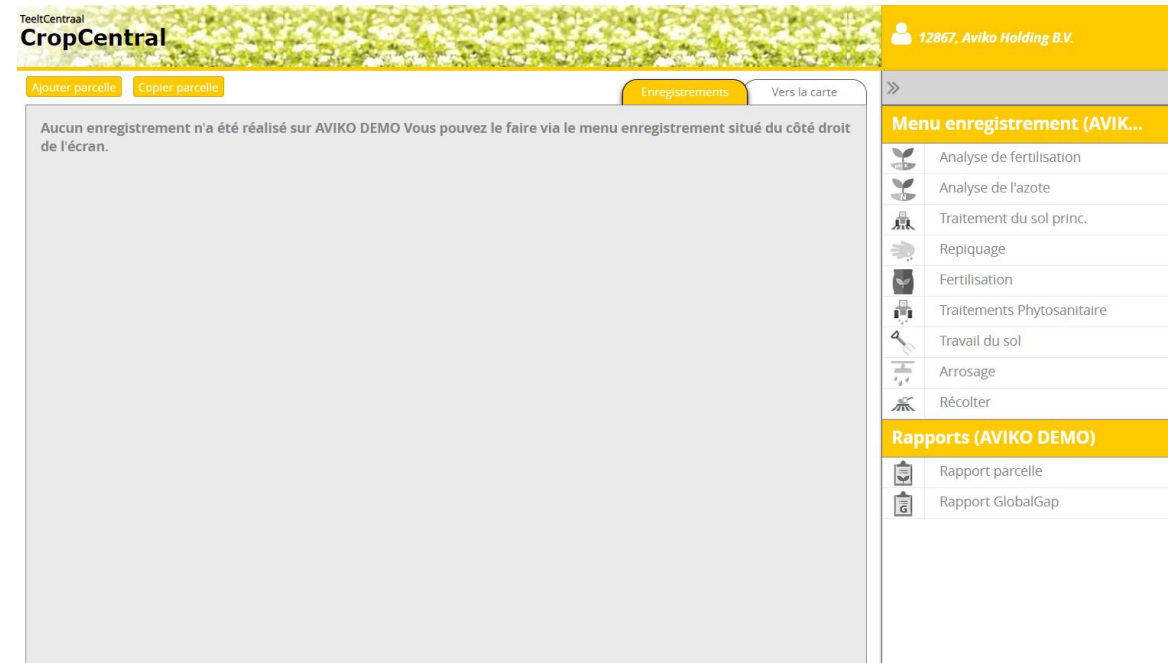 TeeltCentraal
CropCentral
12867, Aviko Holding B.V.
Ajouter parcelle Copier parcelle
Enregistrements Vers la carte
Aucun enregistrement n'a été réalisé sur AVIKO DEMO Vous pouvez le faire via le menu enregistrement situé du côté droit
de l'écran.
Menu enregistrement (AVIK...
Analyse de fertilisation
Analyse de l'azote
Traitement du sol princ.
Repiquage
Fertilisation
Traitements Phytosanitaire
Travail du sol
Arrosage
Récolter
Rapports (AVIKO DEMO)
Rapport parcelle
Rapport GlobalGap